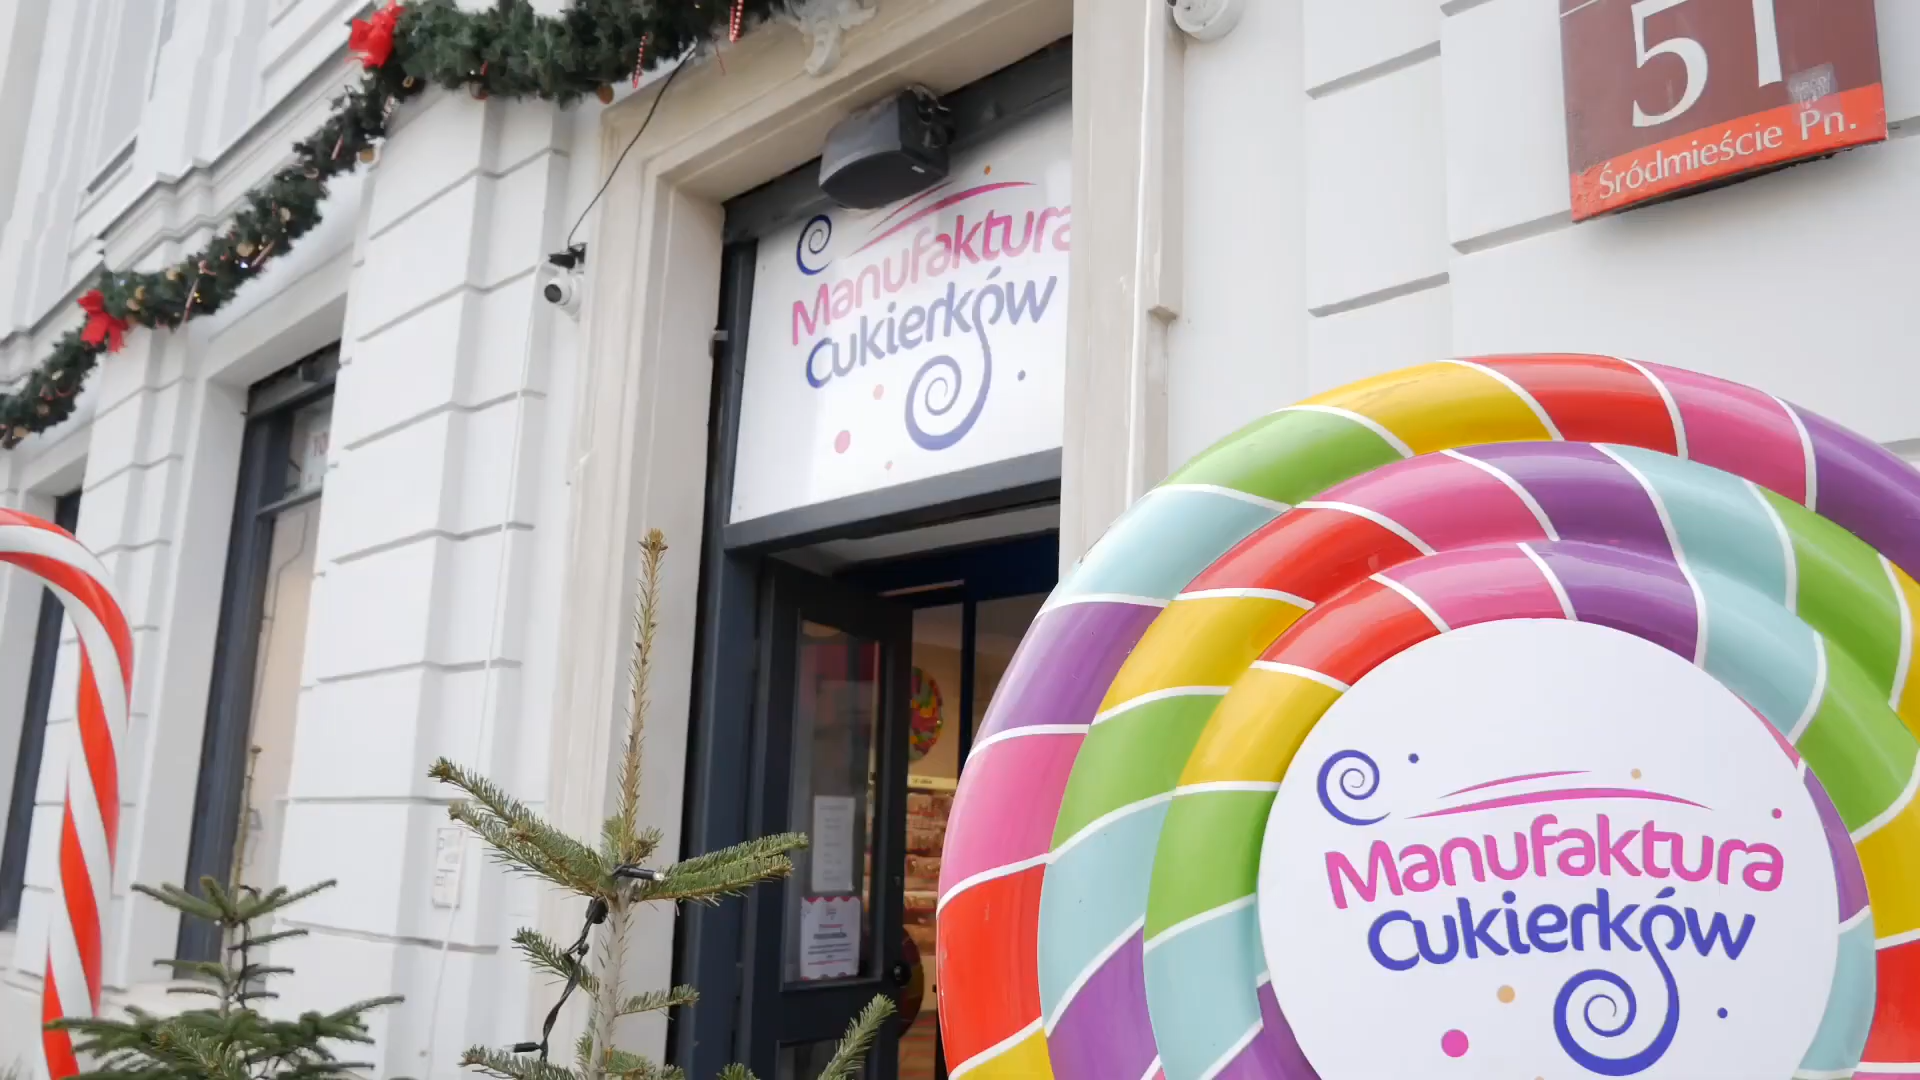 51
Śródmieście Pn.
Manufaktura
Cukierków
Manufaktura
Cukierków